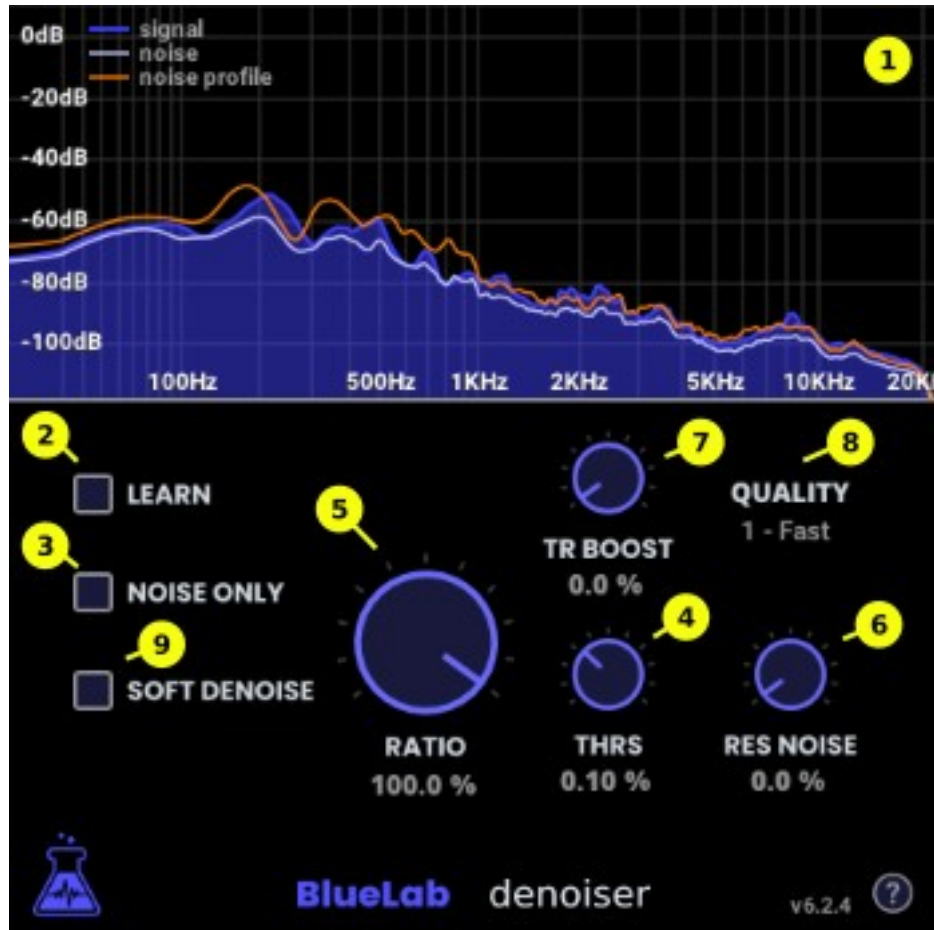 0dB
signal
noise
noise profile
1
-20dB
-40dB
-60dB
-80dB
-100dB
100Hz 500Hz 1KHz 2KHz 5KHz 10KHz 20K
2
7
8
LEARN
QUALITY
1 - Fast
5
3
TR BOOST
0.0 %
NOISE ONLY
4
6
9
SOFT DENOISE
RATIO
100.0 %
THRS
0.10 %
RES NOISE
0.0 %
BlueLab denoiser
v6.2.4
?